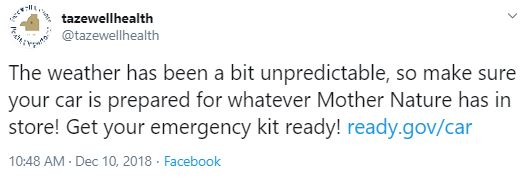 tazewellhealth
@tazewellhealth
The weather has been a bit unpredictable, so make sure
your car is prepared for whatever Mother Nature has in
store! Get your emergency kit ready! ready.gov/car
10:48 AM · Dec 10, 2018 · Facebook